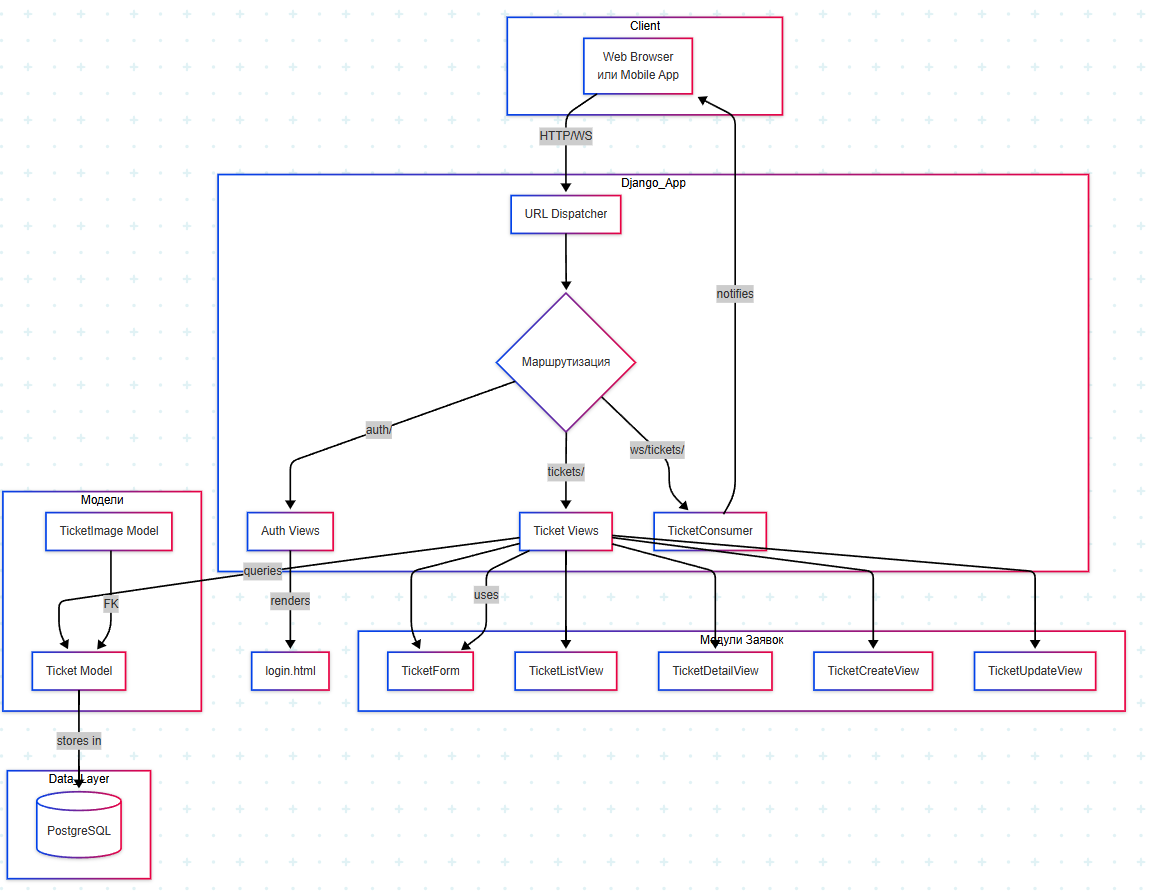 Client
Web Browser
или Mobile App
HTTP/WS
Django_App
URL Dispatcher
notifies
Маршрутизация
auth/
ws/tickets/
tickets/
Модели
TicketImage Model
Auth Views
Ticket Views
TicketConsumer
queries
uses
renders
FK
Модули Заявок
Ticket Model
login.html
TicketForm
TicketListView
TicketDetailView
TicketCreateView
TicketUpdateView
stores in
Data_Layer
PostgreSQL